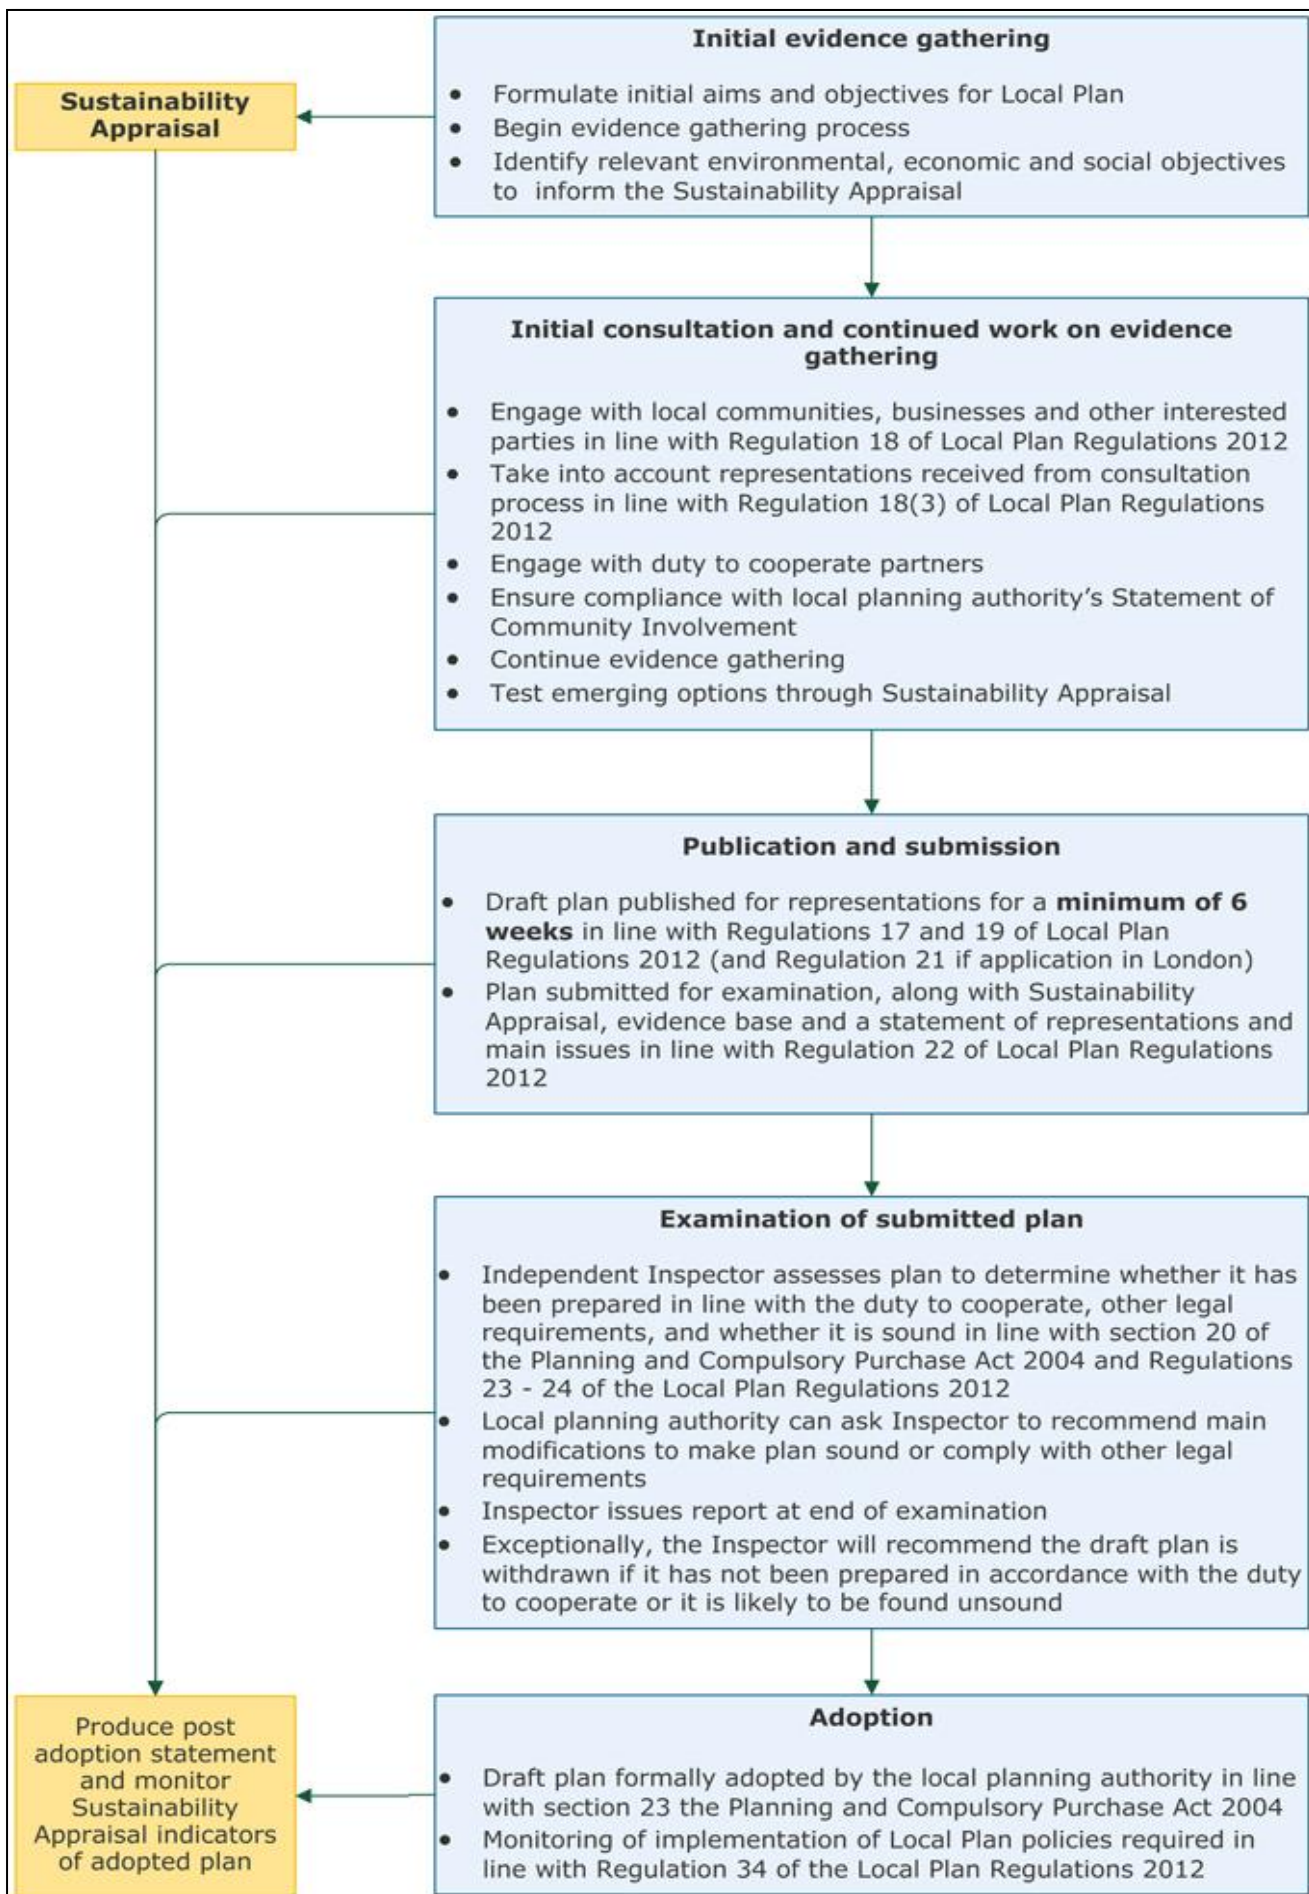 Initial evidence gathering
● Formulate initial aims and objectives for Local Plan
● Begin evidence gathering process
● Identify relevant environmental, economic and social objectives
to inform the Sustainability Appraisal
Sustainability
Appraisal
Initial consultation and continued work on evidence
gathering
● Engage with local communities, businesses and other interested
parties in line with Regulation 18 of Local Plan Regulations 2012
● Take into account representations received from consultation
process in line with Regulation 18(3) of Local Plan Regulations
2012
● Engage with duty to cooperate partners
● Ensure compliance with local planning authority’s Statement of
Community Involvement
● Continue evidence gathering
● Test emerging options through Sustainability Appraisal
Publication and submission
● Draft plan published for representations for a minimum of 6
weeks in line with Regulations 17 and 19 of Local Plan
Regulations 2012 (and Regulation 21 if application in London)
● Plan submitted for examination, along with Sustainability
Appraisal, evidence base and a statement of representations and
main issues in line with Regulation 22 of Local Plan Regulations
2012
Examination of submitted plan
● Independent Inspector assesses plan to determine whether it has
been prepared in line with the duty to cooperate, other legal
requirements, and whether it is sound in line with section 20 of
the Planning and Compulsory Purchase Act 2004 and Regulations
23 - 24 of the Local Plan Regulations 2012
● Local planning authority can ask Inspector to recommend main
modifications to make plan sound or comply with other legal
requirements
● Inspector issues report at end of examination
● Exceptionally, the Inspector will recommend the draft plan is
withdrawn if it has not been prepared in accordance with the duty
to cooperate or it is likely to be found unsound
Adoption
● Draft plan formally adopted by the local planning authority in line
with section 23 the Planning and Compulsory Purchase Act 2004
● Monitoring of implementation of Local Plan policies required in
line with Regulation 34 of the Local Plan Regulations 2012
Produce post
adoption statement
and monitor
Sustainability
Appraisal indicators
of adopted plan